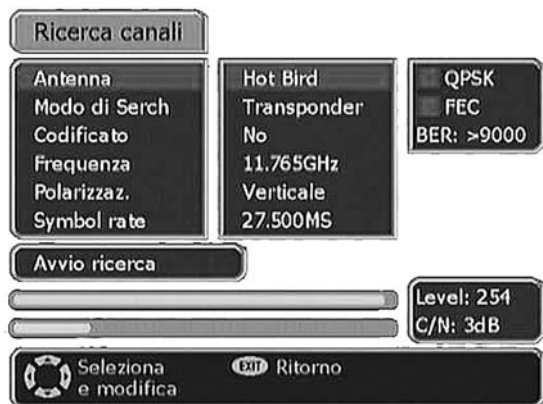 Ricerca canali
Antenna Hot Bird
Modo di Serch Transponder
Codificato No
Frequenza 11.765GHz
Polarizzaz. Verticale
Symbol rate 27.500MS
QPSK
FEC
BER: >9000
Avvio ricerca
Level: 254
C/N: 3dB
Seleziona
e modifica
EXIT Ritorno